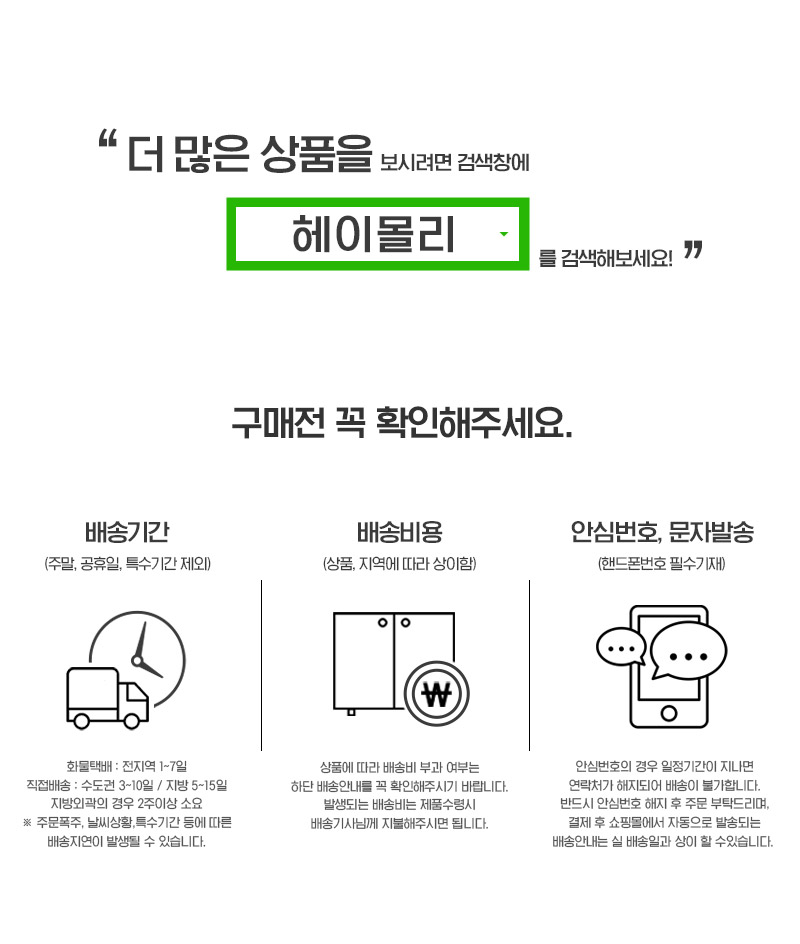 “ 더 많은 상품을 보시려면 검색창에
헤이몰리
를 검색해보세요! ”
구매전 꼭 확인해주세요.
배송기간
(주말, 공휴일, 특수기간 제외)
화물택배 : 전지역 1~7일
직접배송 : 수도권 3~10일 / 지방 5~15일
지방외곽의 경우 2주이상 소요
※ 주문폭주, 날씨상황,특수기간 등에 따른
배송지연이 발생될 수 있습니다.
배송비용
(상품, 지역에 따라 상이함)
₩
상품에 따라 배송비 부과 여부는
하단 배송안내를 꼭 확인해주시기 바랍니다.
발생되는 배송비는 제품수령시
배송기사님께 지불해주시면 됩니다.
안심번호, 문자발송
(핸드폰번호 필수기재)
안심번호의 경우 일정기간이 지나면
연락처가 해지되어 배송이 불가합니다.
반드시 안심번호 해지 후 주문 부탁드리며,
결제 후 쇼핑몰에서 자동으로 발송되는
배송안내는 실 배송일과 상이 할 수있습니다.